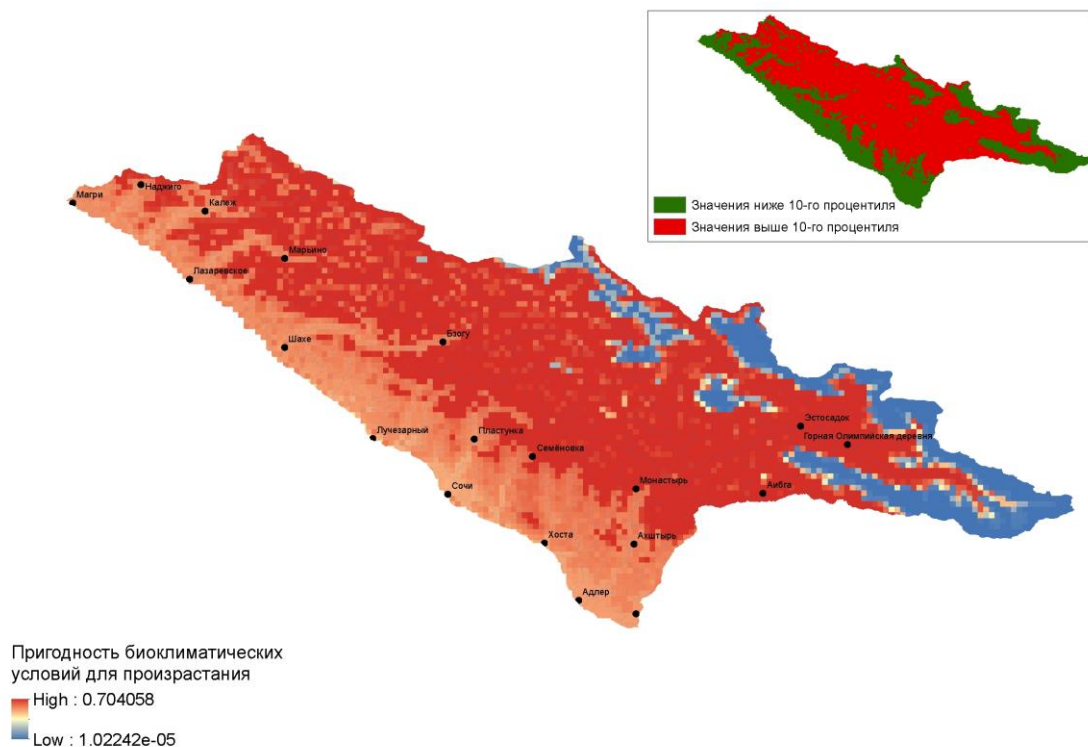 Значения ниже 10-го процентиля
Значения выше 10-го процентиля
Магри
Наджиго
Калеж
Марьино
Лазаревское
Шахе
Бзогу
Лучезарный
Пластунка
Семёновка
Эстосадок
Горная Олимпийская деревня
Сочи
Монастырь
Аибга
Хоста
Ахштырь
Адлер
Пригодность биоклиматических
условий для произрастания
High : 0.704058
Low : 1.02242e-05